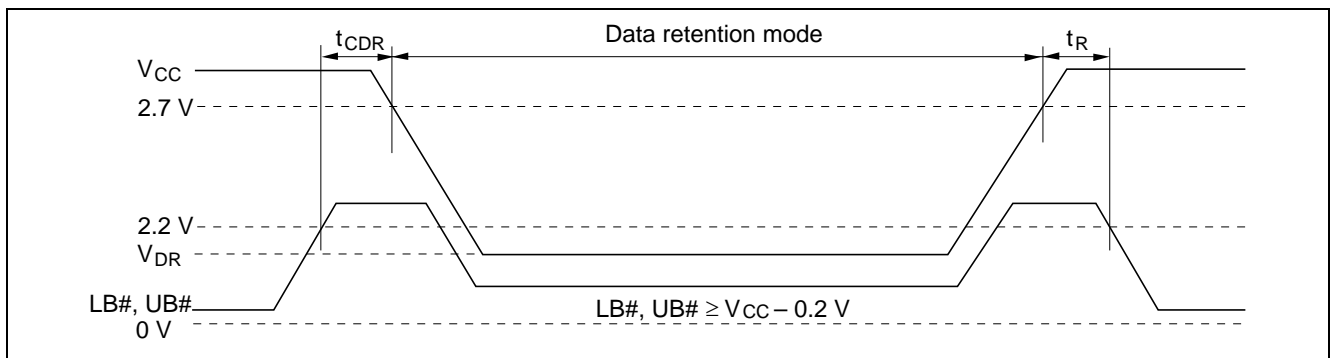 tCDR
Data retention mode
tR
VCC
2.7 V
2.2 V
VDR
LB#, UB#
LB#, UB# ≥ VCC – 0.2 V
0 V